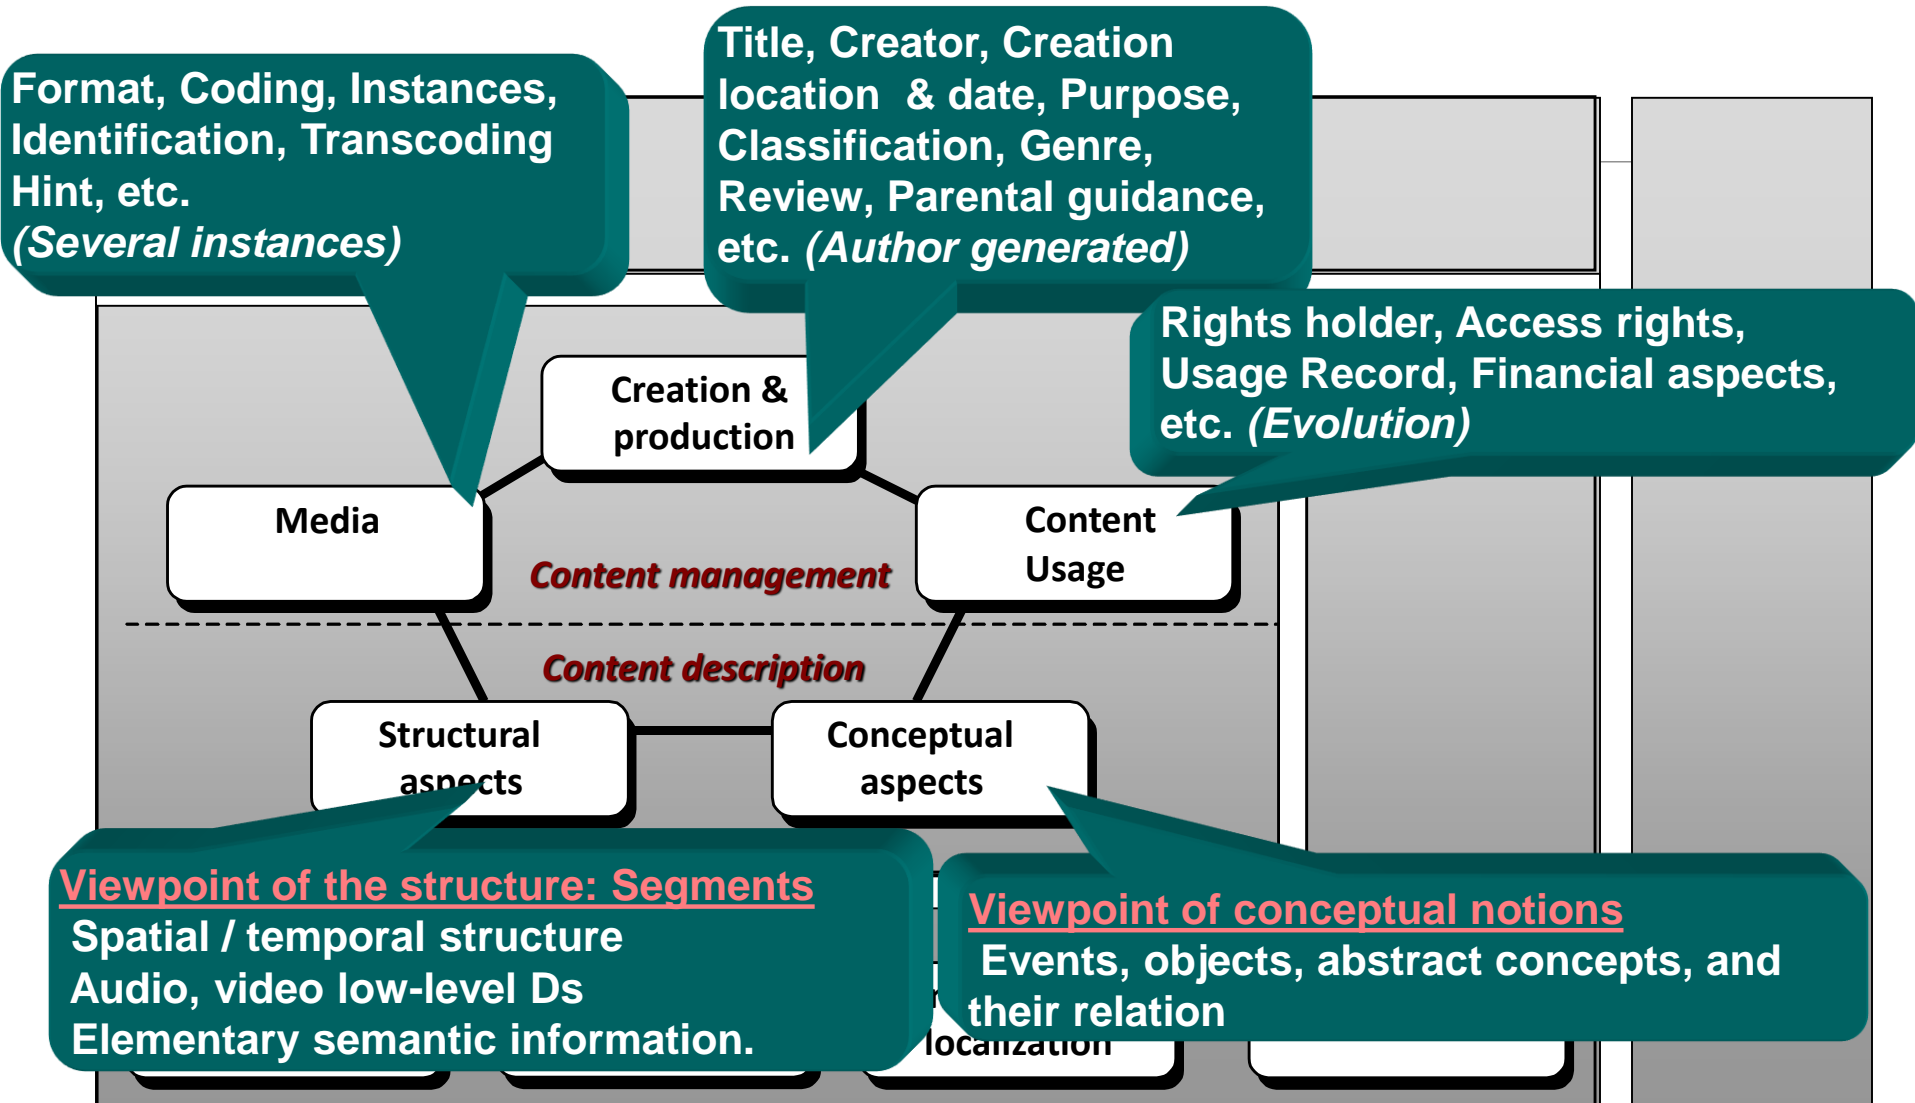 Format, Coding, Instances,
Identification, Transcoding
Hint, etc.
(Several instances)
Title, Creator, Creation
location & date, Purpose,
Classification, Genre,
Review, Parental guidance,
etc. (Author generated)
Rights holder, Access rights,
Usage Record, Financial aspects,
etc. (Evolution)
Creation &
production
Media
Content
Usage
Content management
Content description
Structural
aspects
Conceptual
aspects
Viewpoint of the structure: Segments
Spatial / temporal structure
Audio, video low-level Ds
Elementary semantic information.
Viewpoint of conceptual notions
Events, objects, abstract concepts, and
their relation
localization